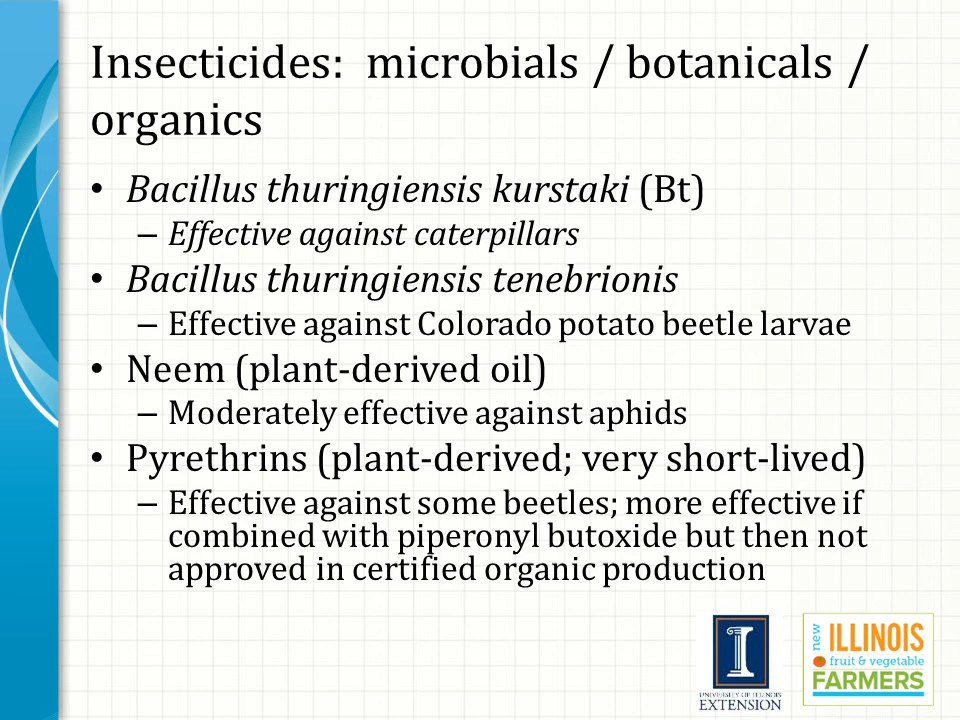 Insecticides: microbials / botanicals /
organics
• Bacillus thuringiensis kurstaki (Bt)
– Effective against caterpillars
• Bacillus thuringiensis tenebrionis
– Effective against Colorado potato beetle larvae
• Neem (plant-derived oil)
– Moderately effective against aphids
• Pyrethrins (plant-derived; very short-lived)
– Effective against some beetles; more effective if
combined with piperonyl butoxide but then not
approved in certified organic production
I
UNIVERSITY OF ILLINOIS
EXTENSION
new
ILLINOIS
fruit & vegetable
FARMERS